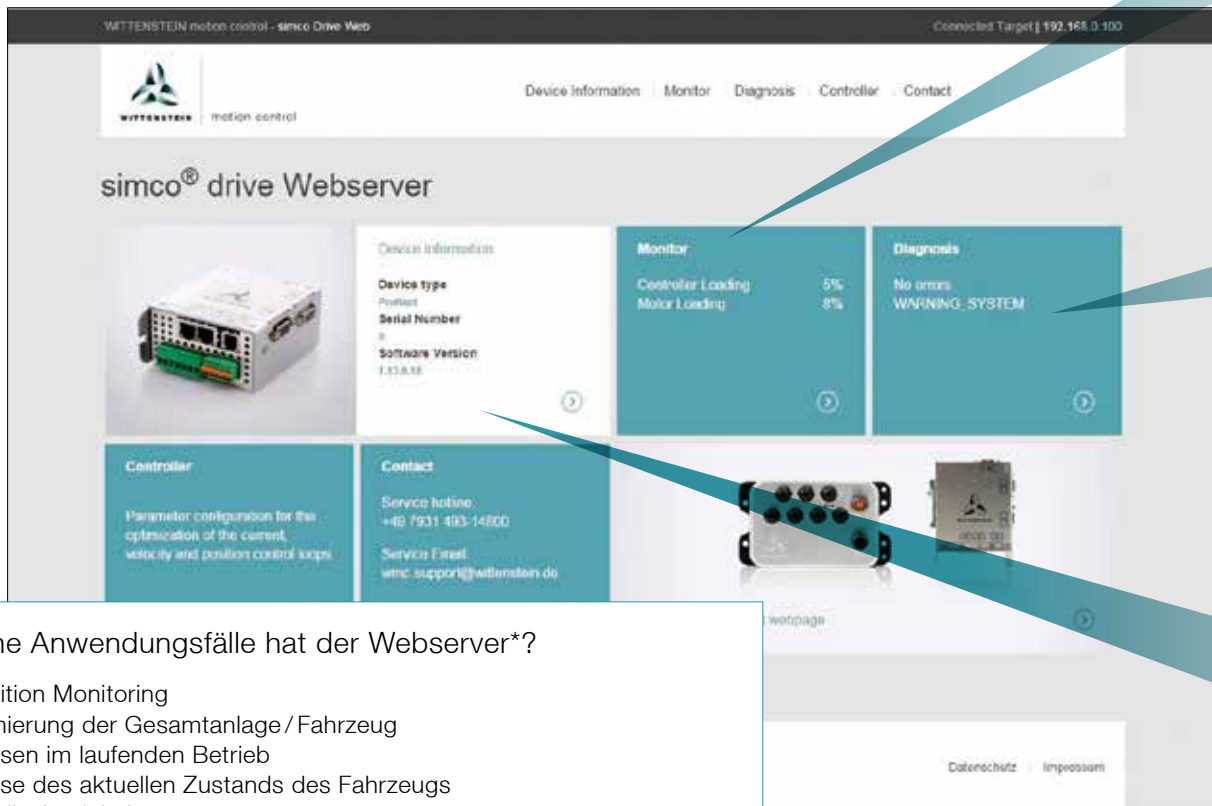 WITTENSTEIN motion control - simco Drive Web
Connected Target | 192.168.0.100
WITTENSTEIN motion control
Device Information Monitor Diagnosis Controller Contact
simco® drive Webserver
Device Information
Device type
Profinet
Serial Number
Software Version
Monitor
Controller Loading 5%
Motor Loading 8%
Diagnosis
No errors
WARNING_SYSTEM
Controller
Parameter configuration for the
optimization of the current,
velocity and position control loops
Contact
Service hotline
+49 7931 493-14800
Service Email
wmc.support@wittenstein.de
webpage
ne Anwendungsfälle hat der Webserver*?
ition Monitoring
nierung der Gesamtanlage / Fahrzeug
sen im laufenden Betrieb
se des aktuellen Zustands des Fahrzeugs
Datenschutz Impressum